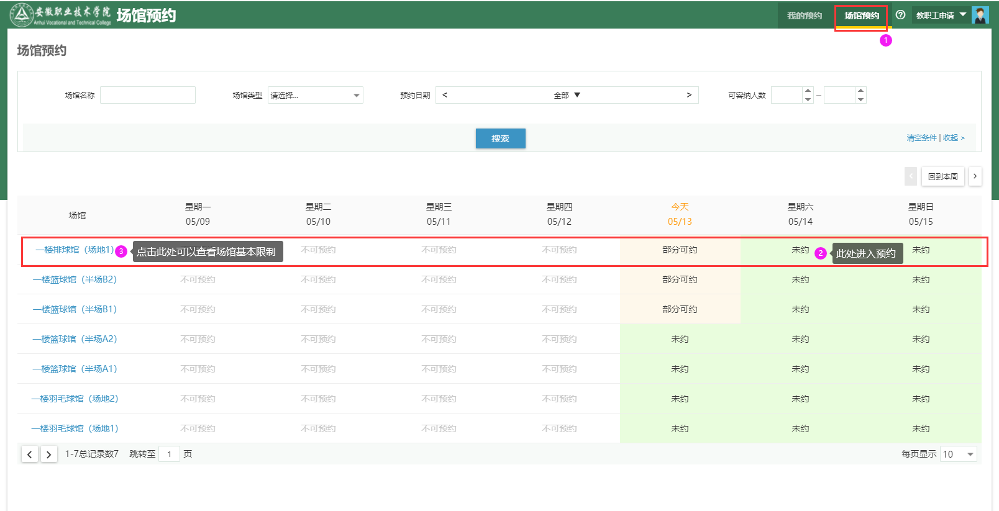 安徽职业技术学院
Anhui Vocational and Technical College
场馆预约
我的预约 场馆预约 ? 教职工申请
1
场馆预约
场馆名称 场馆类型 请选择... 预约日期 < 全部 ▼ > 可容纳人数 –
搜索 清空条件 | 收起 >
< 回到本周 >
场馆 星期一 星期二 星期三 星期四 今天 星期六 星期日
05/09 05/10 05/11 05/12 05/13 05/14 05/15
一楼排球馆（场地1） 3 点击此处可以查看场馆基本限制 不可预约 不可预约 不可预约 部分可约 未约 2 此处进入预约 未约
一楼篮球馆（半场B2） 不可预约 不可预约 不可预约 不可预约 部分可约 未约 未约
一楼篮球馆（半场B1） 不可预约 不可预约 不可预约 不可预约 部分可约 未约 未约
一楼篮球馆（半场A2） 不可预约 不可预约 不可预约 不可预约 未约 未约 未约
一楼篮球馆（半场A1） 不可预约 不可预约 不可预约 不可预约 未约 未约 未约
一楼羽毛球馆（场地2） 不可预约 不可预约 不可预约 不可预约 未约 未约 未约
一楼羽毛球馆（场地1） 不可预约 不可预约 不可预约 不可预约 未约 未约 未约
< > 1-7总记录数7 跳转至 1 页 每页显示 10